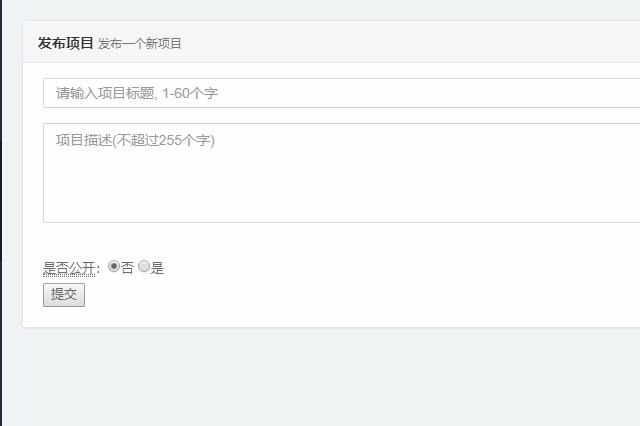 发布项目 发布一个新项目
请输入项目标题, 1-60个字
项目描述(不超过255个字)
是否公开: 否 是
提交